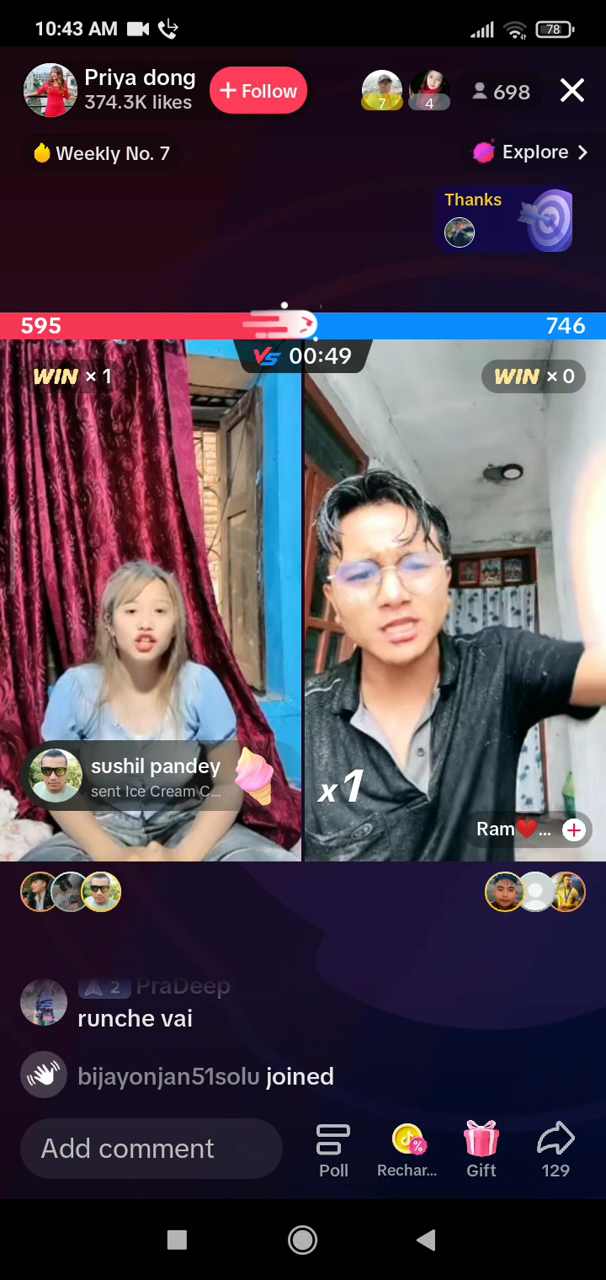 10:43 AM
78
Priya dong
374.3K likes
+ Follow
7
4
698
Weekly No. 7
Explore
Thanks
595
746
VS 00:49
WIN × 1
WIN × 0
sushil pandey
sent Ice Cream C...
x1
Ram❤️...
2 PraDeep
runche vai
bijayonjan51solu joined
Add comment
Poll
Rechar...
Gift
129